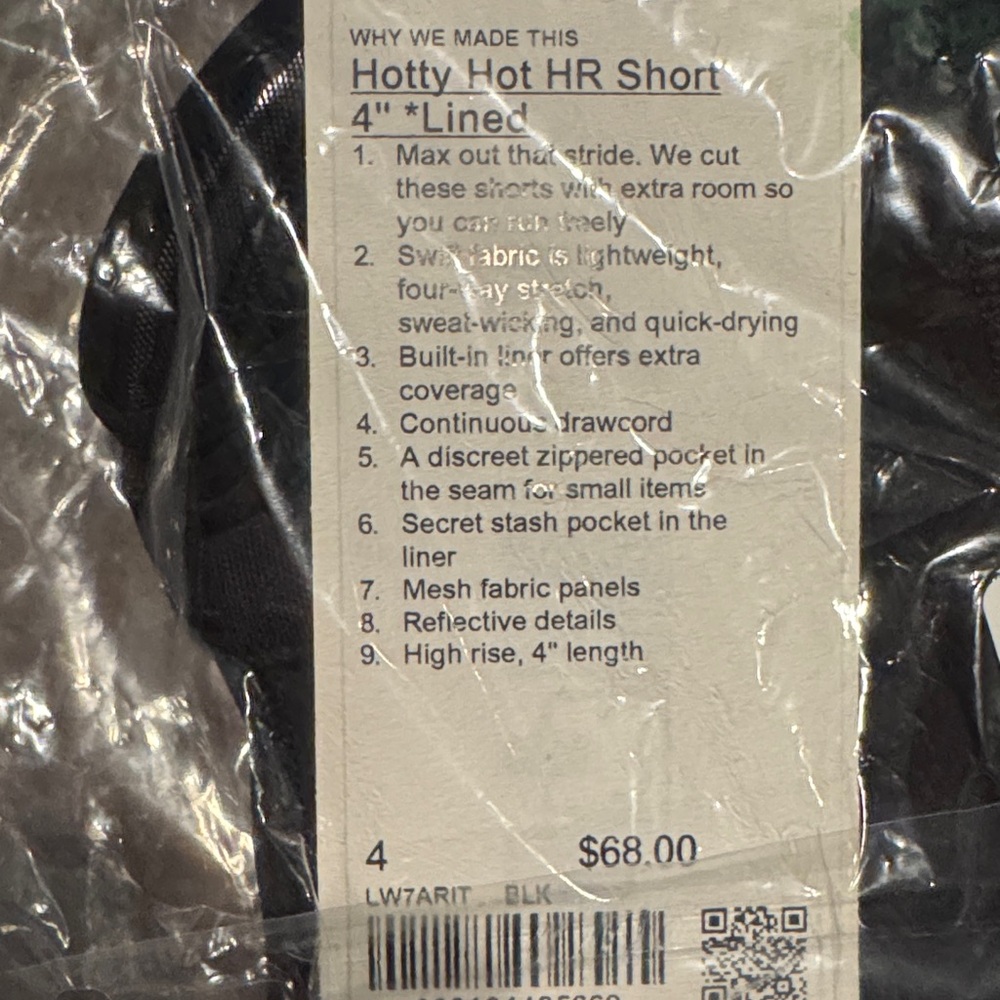 WHY WE MADE THIS
Hotty Hot HR Short
4" *Lined
1. Max out that stride. We cut
these shorts with extra room so
you can run freely
2. Swift fabric is lightweight,
four-way stretch,
sweat-wicking, and quick-drying
3. Built-in liner offers extra
coverage
4. Continuous drawcord
5. A discreet zippered pocket in
the seam for small items
6. Secret stash pocket in the
liner
7. Mesh fabric panels
8. Reflective details
9. High rise, 4" length
4 $68.00
LW7ARIT BLK